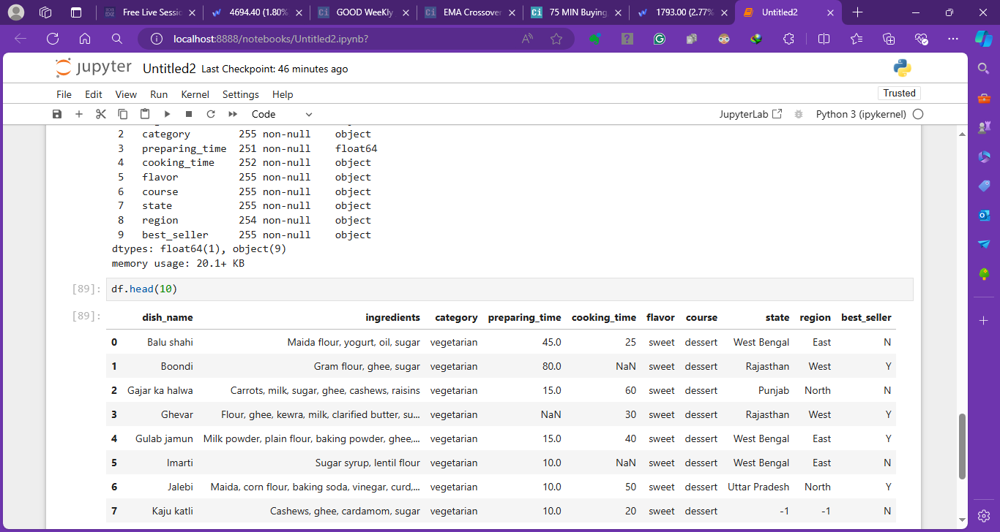 Free Live Sessic
4694.40 (1.80%
GOOD WeeKly
EMA Crossover
75 MIN Buying
1793.00 (2.77%
Untitled2
localhost:8888/notebooks/Untitled2.ipynb?
jupyter Untitled2 Last Checkpoint: 46 minutes ago
File Edit View Run Kernel Settings Help
Trusted
Code
JupyterLab
Python 3 (ipykernel)
2 category 255 non-null object
3 preparing_time 251 non-null float64
4 cooking_time 252 non-null object
5 flavor 255 non-null object
6 course 255 non-null object
7 state 255 non-null object
8 region 254 non-null object
9 best_seller 255 non-null object
dtypes: float64(1), object(9)
memory usage: 20.1+ KB
[89]: df.head(10)
[89]:
dish_name ingredients category preparing_time cooking_time flavor course state region best_seller
0 Balu shahi Maida flour, yogurt, oil, sugar vegetarian 45.0 25 sweet dessert West Bengal East N
1 Boondi Gram flour, ghee, sugar vegetarian 80.0 NaN sweet dessert Rajasthan West Y
2 Gajar ka halwa Carrots, milk, sugar, ghee, cashews, raisins vegetarian 15.0 60 sweet dessert Punjab North N
3 Ghevar Flour, ghee, kewra, milk, clarified butter, su... vegetarian NaN 30 sweet dessert Rajasthan West Y
4 Gulab jamun Milk powder, plain flour, baking powder, ghee,... vegetarian 15.0 40 sweet dessert West Bengal East Y
5 Imarti Sugar syrup, lentil flour vegetarian 10.0 NaN sweet dessert West Bengal East N
6 Jalebi Maida, corn flour, baking soda, vinegar, curd,... vegetarian 10.0 50 sweet dessert Uttar Pradesh North Y
7 Kaju katli Cashews, ghee, cardamom, sugar vegetarian 10.0 20 sweet dessert -1 -1 N